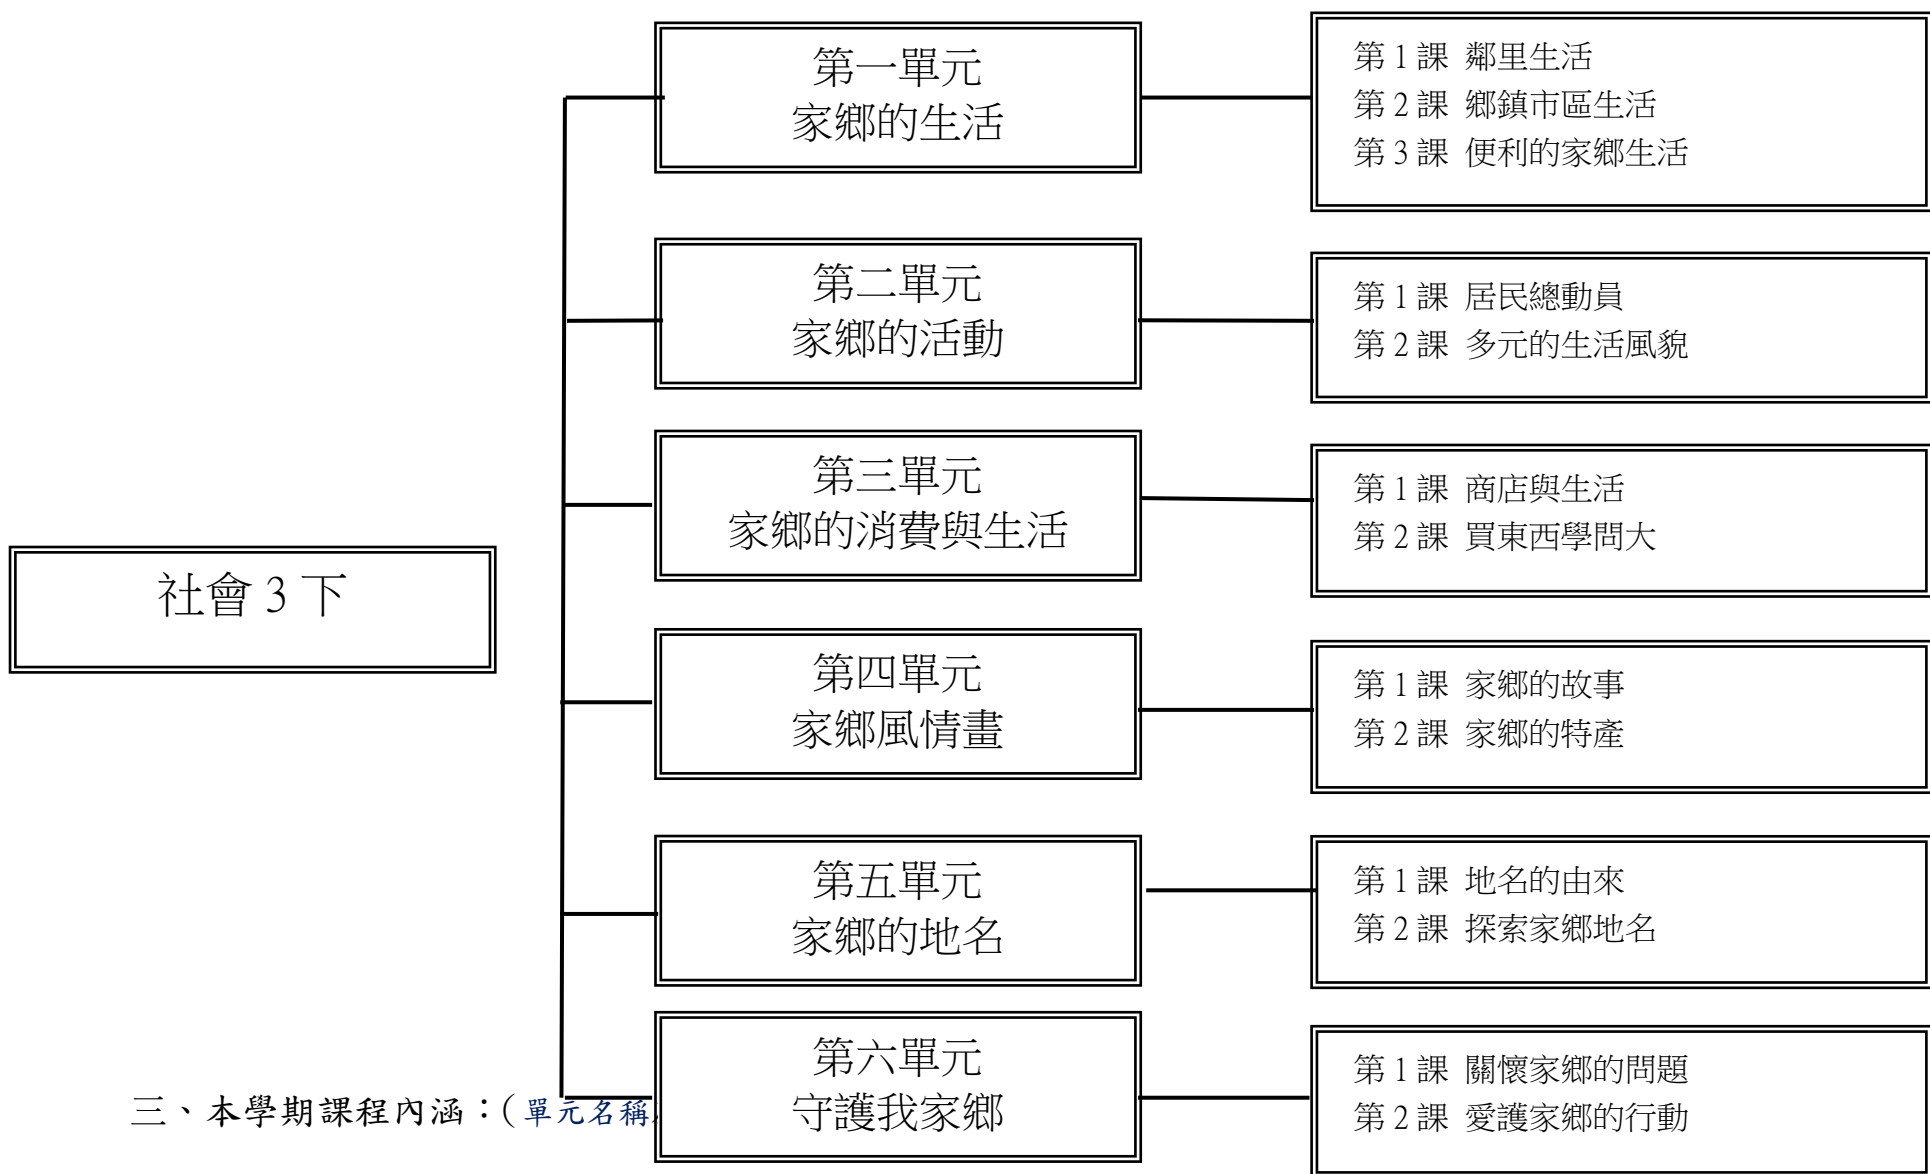 社會 3 下
第一單元
家鄉的生活
第 1 課 鄰里生活
第 2 課 鄉鎮市區生活
第 3 課 便利的家鄉生活
第二單元
家鄉的活動
第 1 課 居民總動員
第 2 課 多元的生活風貌
第三單元
家鄉的消費與生活
第 1 課 商店與生活
第 2 課 買東西學問大
第四單元
家鄉風情畫
第 1 課 家鄉的故事
第 2 課 家鄉的特產
第五單元
家鄉的地名
第 1 課 地名的由來
第 2 課 探索家鄉地名
第六單元
守護我家鄉
第 1 課 關懷家鄉的問題
第 2 課 愛護家鄉的行動
三、本學期課程內涵：(單元名稱